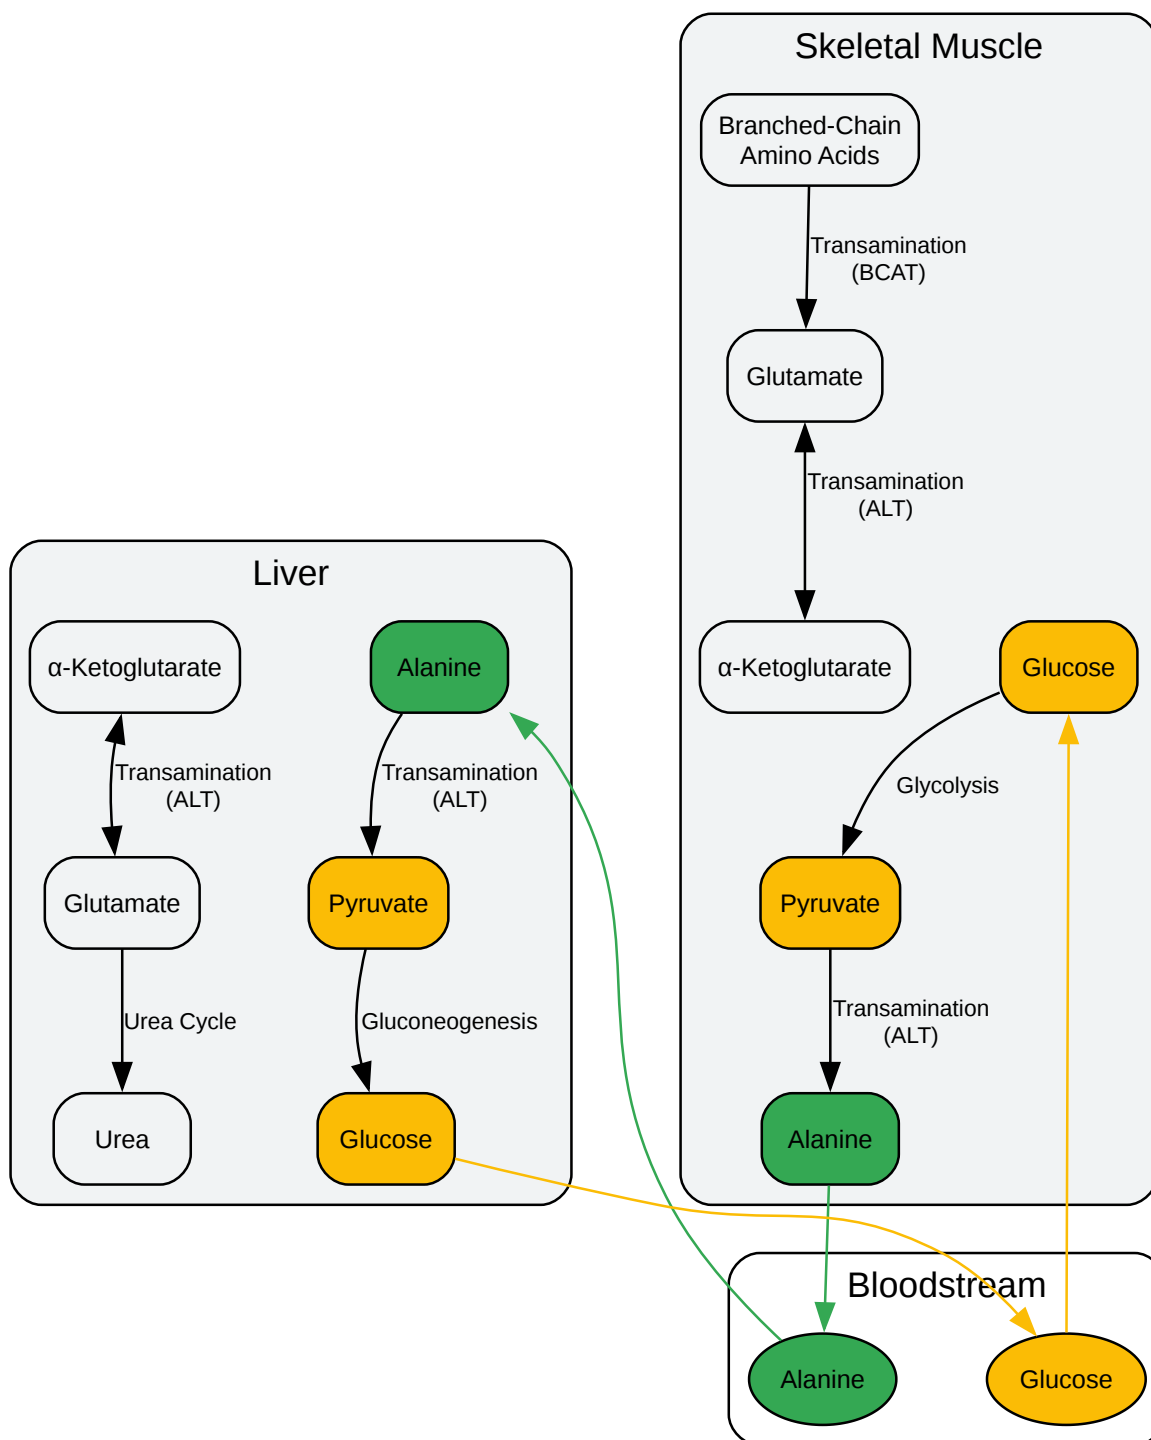 Skeletal Muscle
Branched-Chain
Amino Acids
Transamination
(BCAT)
Glutamate
Transamination
(ALT)
α-Ketoglutarate
Glucose
Glycolysis
Pyruvate
Transamination
(ALT)
Alanine
Liver
α-Ketoglutarate
Alanine
Transamination
(ALT)
Transamination
(ALT)
Glutamate
Pyruvate
Urea Cycle
Gluconeogenesis
Urea
Glucose
Bloodstream
Alanine
Glucose